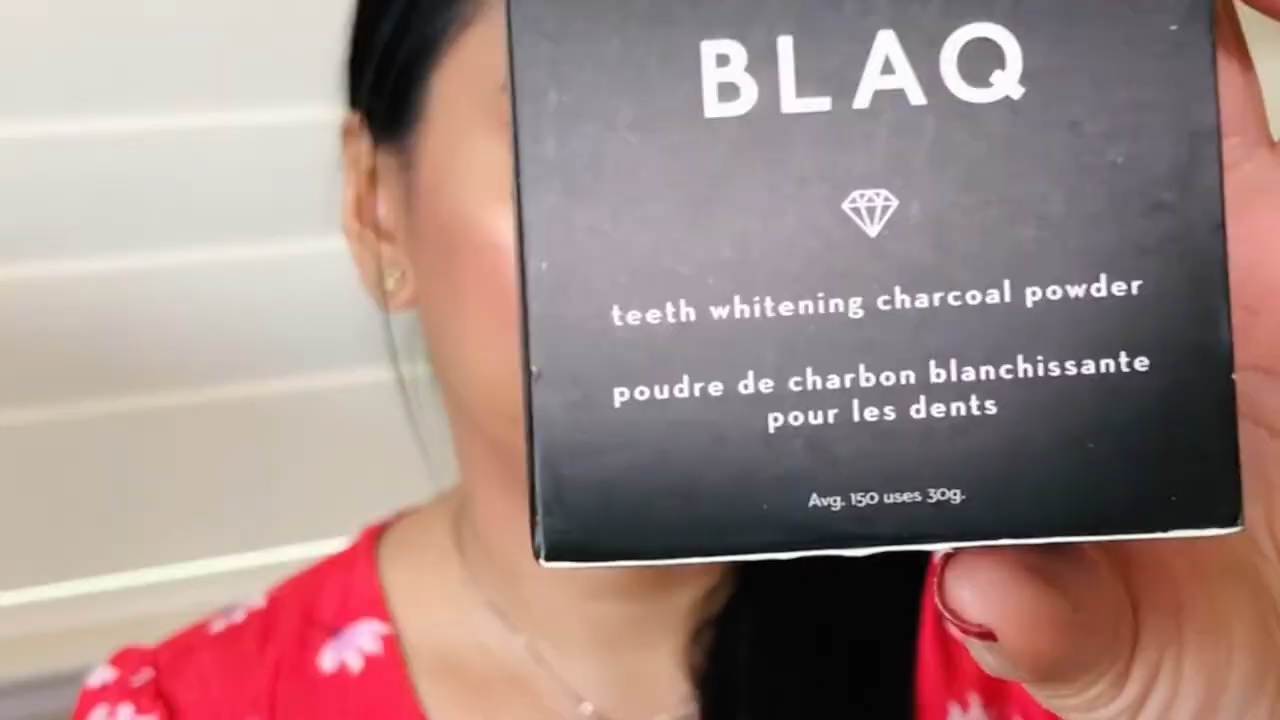 BLAQ
teeth whitening charcoal powder
poudre de charbon blanchissante
pour les dents
Avg. 150 uses 30g.